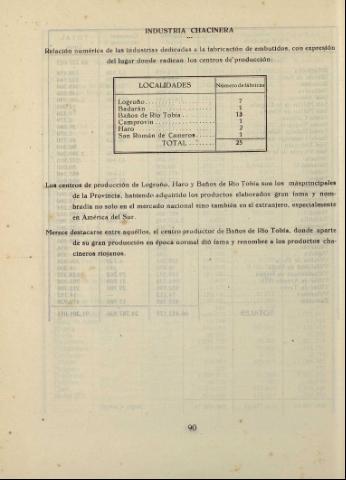 INDUSTRIA CHACINERA
Relación numérica de las industrias dedicadas a la fabricación de embutidos, con expresión
del lugar donde radican los centros de producción:
LOCALIDADES Número de fábricas
Logroño 7
Badarán 1
Baños de Río Tobía 13
Camprovín 1
Haro 2
San Román de Cameros 1
TOTAL 25
Los centros de producción de Logroño, Haro y Baños de Río Tobía son los másprincipales
de la Provincia, habiendo adquirido los productos elaborados gran fama y nom-
bradía no solo en el mercado nacional sino también en el extranjero, especialmente
en América del Sur.
Merece destacarse entre aquéllos, el centro productor de Baños de Río Tobía, donde aparte
de su gran producción en época normal dió fama y renombre a los productos cha-
cineros riojanos.
90